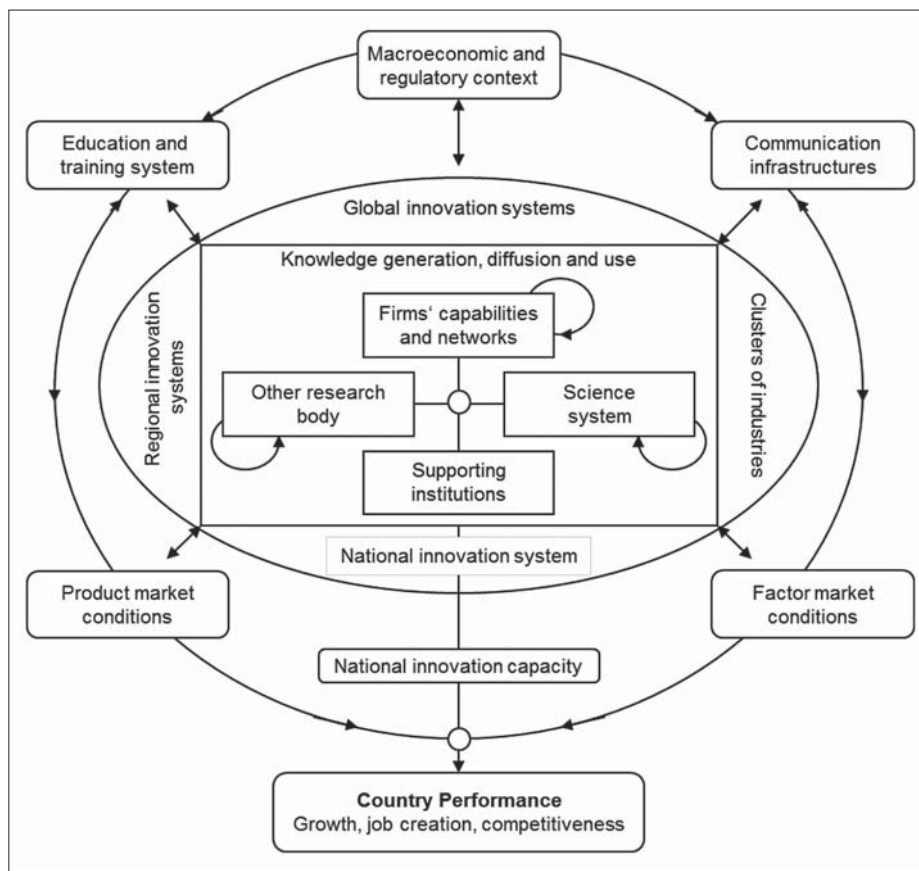 Macroeconomic and
regulatory context
Education and
training system
Communication
infrastructures
Global innovation systems
Knowledge generation, diffusion and use
Regional innovation
systems
Clusters of industries
Firms‘ capabilities
and networks
Other research
body
Science
system
Supporting
institutions
National innovation system
Product market
conditions
Factor market
conditions
National innovation capacity
Country Performance
Growth, job creation, competitiveness